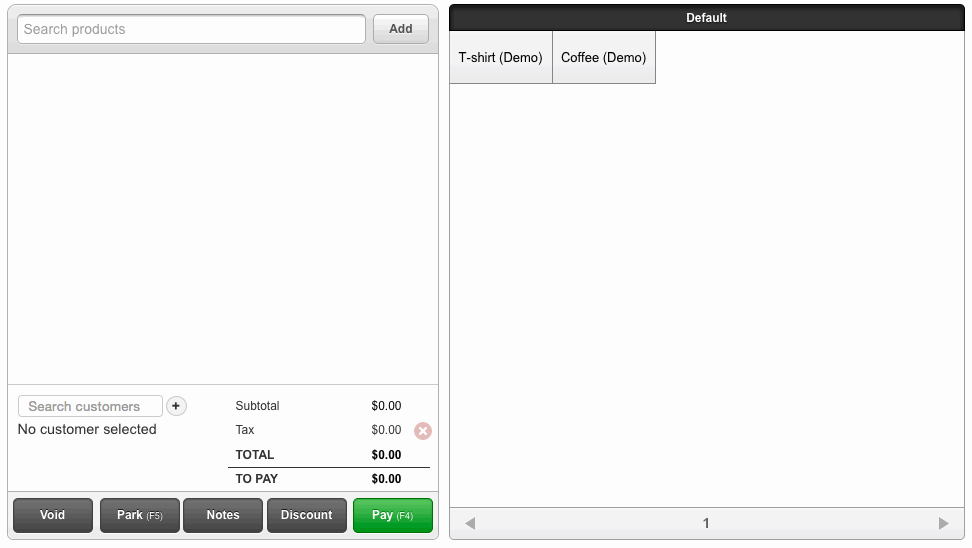 Search products
Add
Search customers
+
No customer selected
Subtotal $0.00
Tax $0.00
TOTAL $0.00
TO PAY $0.00
Void
Park (F5)
Notes
Discount
Pay (F4)
Default
T-shirt (Demo)
Coffee (Demo)
1